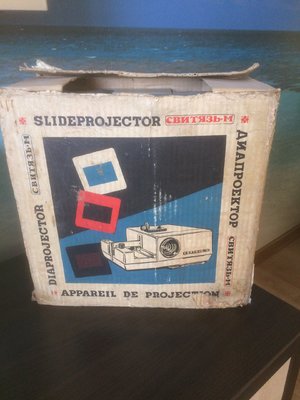 * SLIDEPROJECTOR СВИТЯЗЬ-М *
ДИАПРОЕКТОР СВИТЯЗЬ-М *
DIAPROJECTOR СВИТЯЗЬ-М
APPAREIL DE PROJECTION